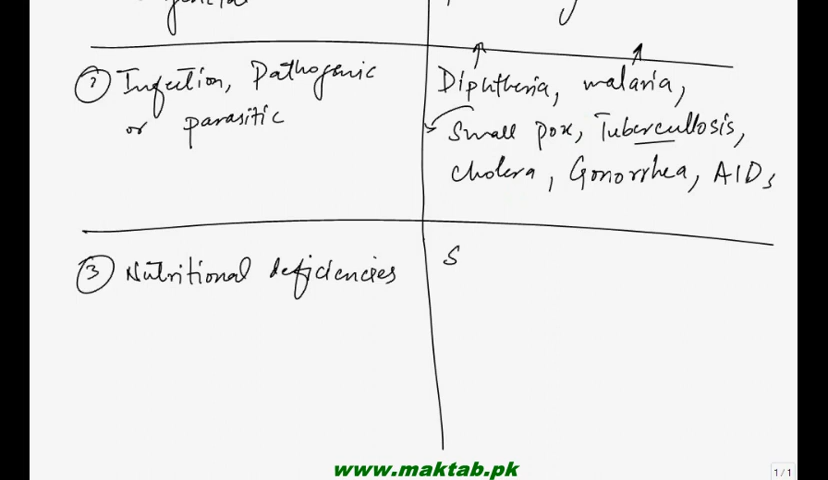 ② Infection, Pathogenic
or parasitic
Diphtheria, malaria,
Small pox, Tubercullosis,
cholera, Gonorrhea, AIDs
③ Nutritional deficiencies
S
www.maktab.pk
1/1